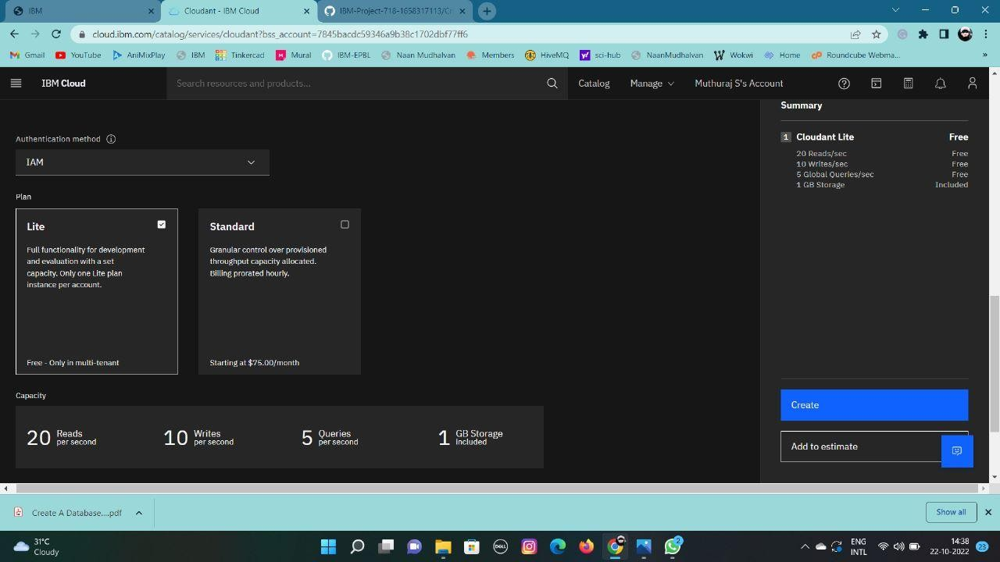 IBM
Cloudant - IBM Cloud
IBM-Project-718-1658317113/Cr
cloud.ibm.com/catalog/services/cloudant?bss_account=7845bacde59346a9b38c1702dbf77ff6
Gmail
YouTube
AniMixPlay
IBM
Tinkercad
Mural
IBM-EPBL
Naan Mudhalvan
Members
HiveMQ
sci-hub
NaanMudhalvan
Wokwi
Home
Roundcube Webma...
»
IBM Cloud
Search resources and products...
Catalog
Manage
Muthuraj S's Account
Summary
Authentication method
IAM
1 Cloudant Lite Free
20 Reads/sec Free
10 Writes/sec Free
5 Global Queries/sec Free
1 GB Storage Included
Plan
Lite
Full functionality for development
and evaluation with a set
capacity. Only one Lite plan
instance per account.
Free - Only in multi-tenant
Standard
Granular control over provisioned
throughput capacity allocated.
Billing prorated hourly.
Starting at $75.00/month
Capacity
20 Reads
per second
10 Writes
per second
5 Queries
per second
1 GB Storage
included
Create
Add to estimate
Create A Database....pdf
Show all
31°C
Cloudy
DELL
2
ENG
INTL
14:38
22-10-2022
23